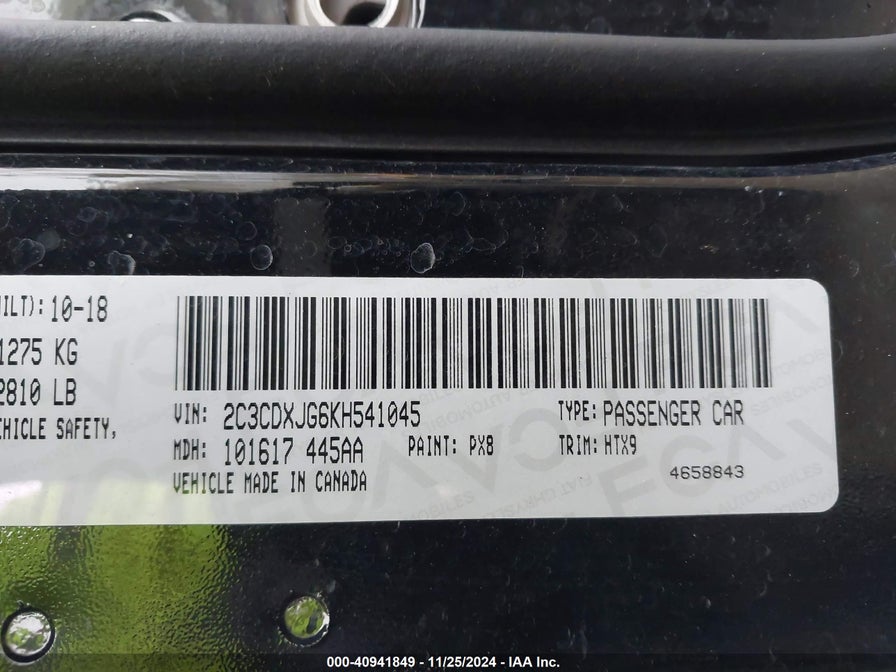 UILT): 10-18
1275 KG
2810 LB
EHICLE SAFETY,
VIN: 2C3CDXJG6KH541045 TYPE: PASSENGER CAR
MDH: 101617 445AA PAINT: PX8 TRIM: HTX9
VEHICLE MADE IN CANADA 4658843
000-40941849 - 11/25/2024 - IAA Inc.